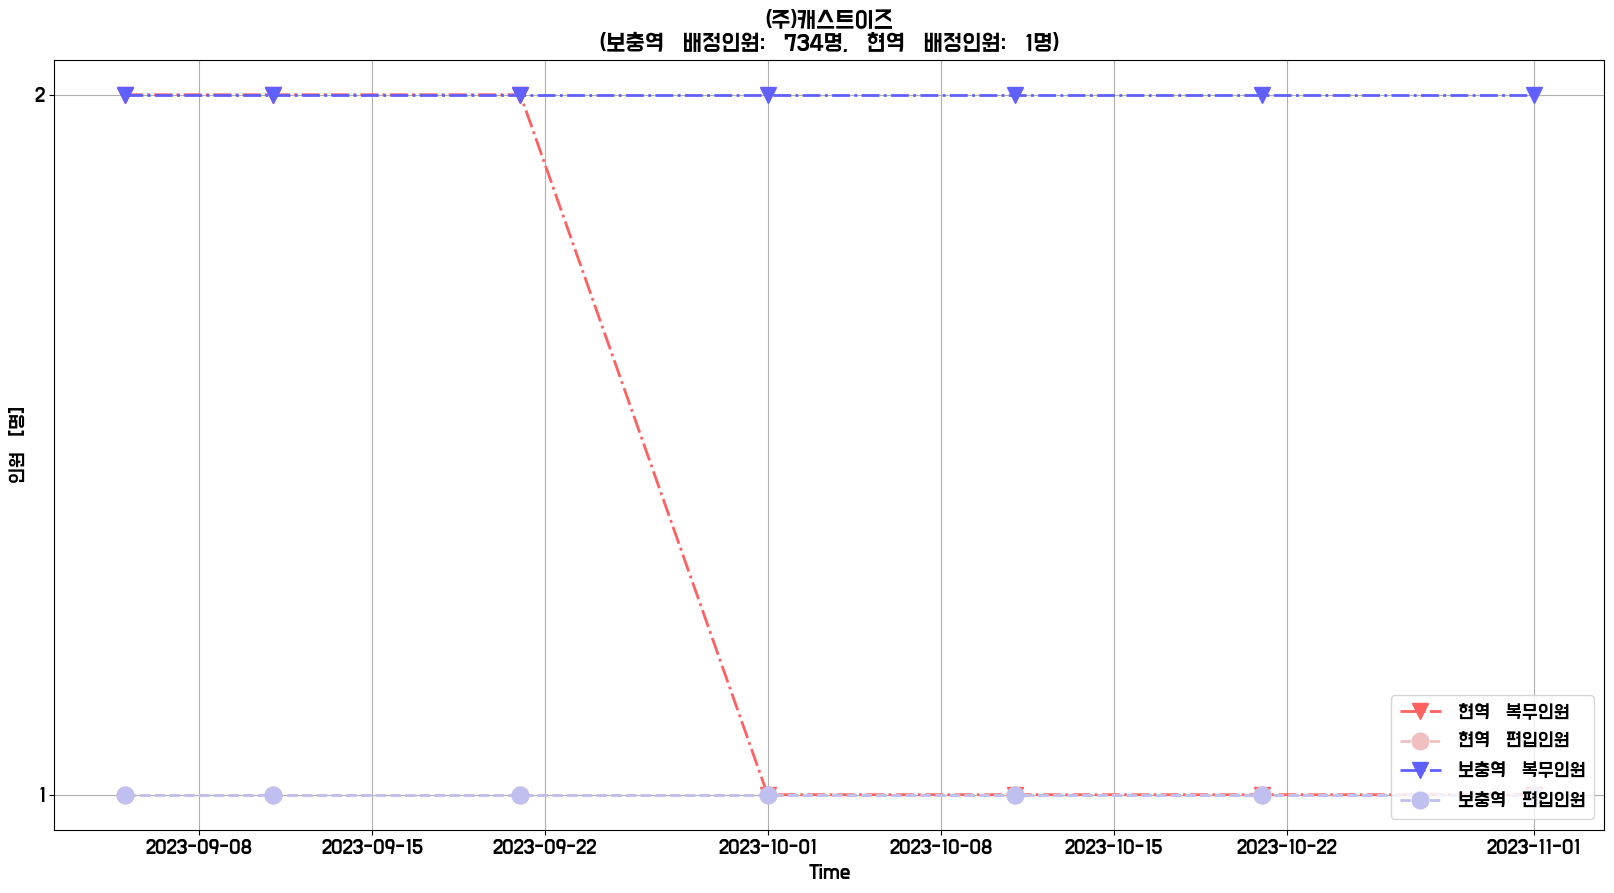 (주)캐스트이즈
(보충역 배정인원: 734명, 현역 배정인원: 1명)
2
인원 [명]
1
현역 복무인원
현역 편입인원
보충역 복무인원
보충역 편입인원
2023-09-08 2023-09-15 2023-09-22 2023-10-01 2023-10-08 2023-10-15 2023-10-22 2023-11-01
Time